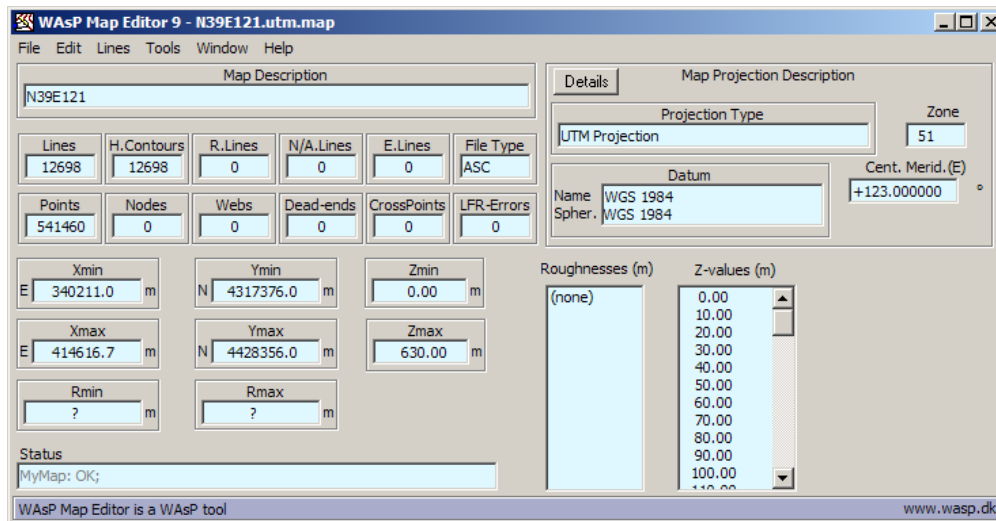 WAsP Map Editor 9 - N39E121.utm.map
File Edit Lines Tools Window Help
Map Description
N39E121
Details Map Projection Description
Projection Type Zone
UTM Projection 51
Datum Cent. Merid.(E)
Name WGS 1984 +123.000000 °
Spher. WGS 1984
Lines H.Contours R.Lines N/A.Lines E.Lines File Type
12698 12698 0 0 0 ASC
Points Nodes Webs Dead-ends CrossPoints LFR-Errors
541460 0 0 0 0 0
Xmin Ymin Zmin
E 340211.0 m N 4317376.0 m 0.00 m
Xmax Ymax Zmax
E 414616.7 m N 4428356.0 m 630.00 m
Rmin Rmax
? m ? m
Roughnesses (m) Z-values (m)
(none) 0.00
10.00
20.00
30.00
40.00
50.00
60.00
70.00
80.00
90.00
100.00
110.00
Status
MyMap: OK;
WAsP Map Editor is a WAsP tool www.wasp.dk